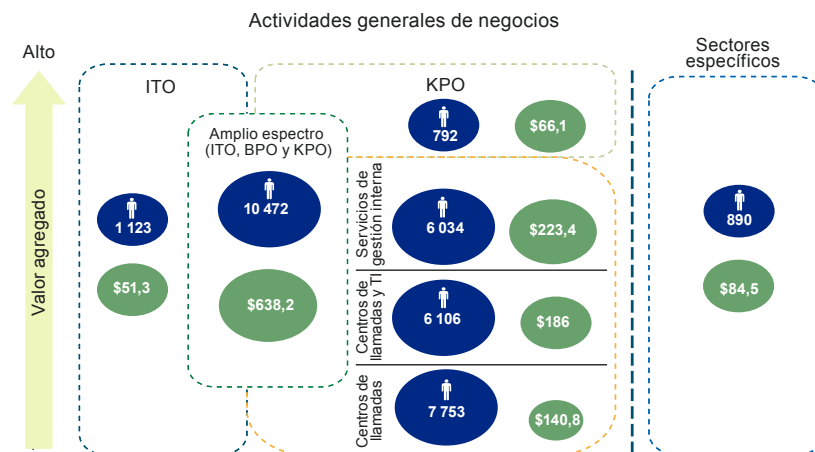 Actividades generales de negocios
Alto
Sectores
específicos
ITO
KPO
792
$66,1
Amplio espectro
(ITO, BPO y KPO)
Valor agregado
1 123
$51,3
10 472
$638,2
Servicios de
gestión interna
6 034
$223,4
890
$84,5
Centros de
llamadas y TI
6 106
$186
Centros de
llamadas
7 753
$140,8